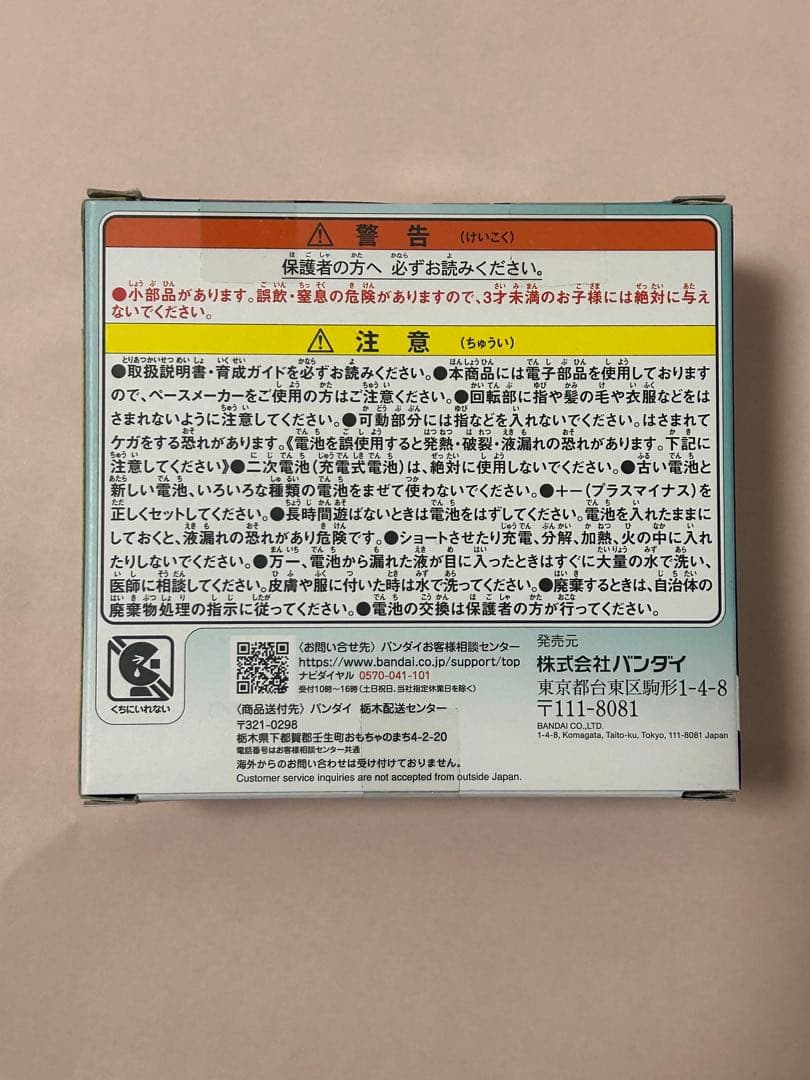 ⚠ 警告 (けいこく)
保護者の方へ 必ずお読みください。
●小部品があります。誤飲・窒息の危険がありますので、3才未満のお子様には絶対に与え
ないでください。
⚠ 注意 (ちゅうい)
●取扱説明書・育成ガイドを必ずお読みください。●本商品には電子部品を使用しております
ので、ペースメーカーをご使用の方はご注意ください。●回転部に指や髪の毛や衣服などをは
さまれないように注意してください。●可動部分には指などを入れないでください。はさまれて
ケガをする恐れがあります。《電池を誤使用すると発熱・破裂・液漏れの恐れがあります。下記に
注意してください》●二次電池(充電式電池)は、絶対に使用しないでください。●古い電池と
新しい電池、いろいろな種類の電池をまぜて使わないでください。●+−(プラスマイナス)を
正しくセットしてください。●長時間遊ばないときは電池をはずしてください。電池を入れたままに
しておくと、液漏れの恐れがあり危険です。●ショートさせたり充電、分解、加熱、火の中に入れ
たりしないでください。●万一、電池から漏れた液が目に入ったときはすぐに大量の水で洗い、
医師に相談してください。皮膚や服に付いた時は水で洗ってください。●廃棄するときは、自治体の
廃棄物処理の指示に従ってください。●電池の交換は保護者の方が行ってください。
くちにいれない
〈お問い合せ先〉バンダイお客様相談センター
https://www.bandai.co.jp/support/top
ナビダイヤル 0570-041-101
受付10時〜16時(土日祝日、当社指定休業日を除く)
〈商品送付先〉バンダイ 栃木配送センター
〒321-0298
栃木県下都賀郡壬生町おもちゃのまち4-2-20
電話番号はお客様相談センター共通
海外からのお問い合わせは受け付けておりません。
Customer service inquiries are not accepted from outside Japan.
発売元
株式会社バンダイ
東京都台東区駒形1-4-8
〒111-8081
BANDAI CO.,LTD.
1-4-8, Komagata, Taito-ku, Tokyo, 111-8081 Japan